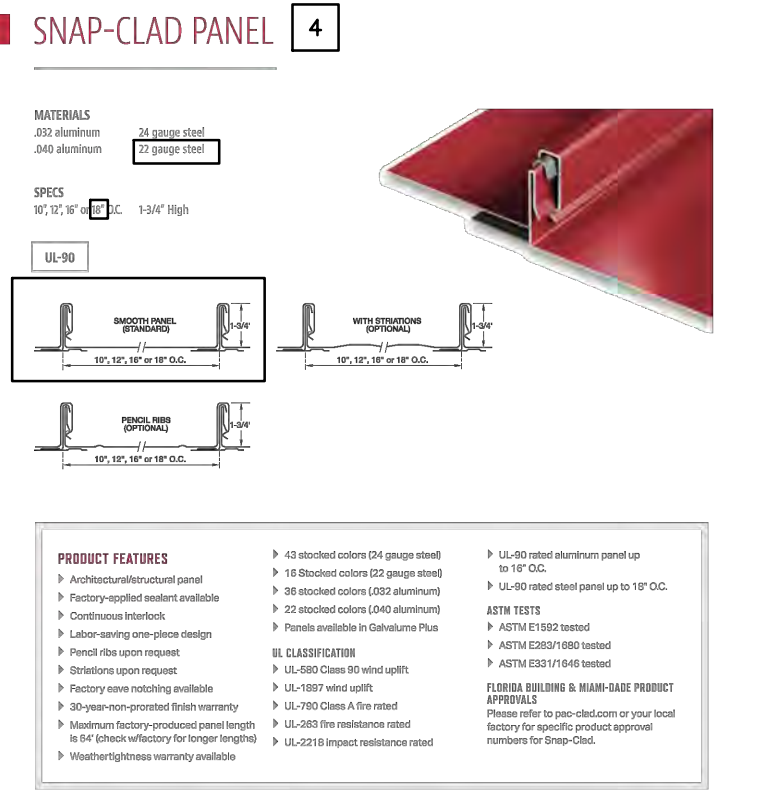 SNAP-CLAD PANEL
4
MATERIALS
.032 aluminum 24 gauge steel
.040 aluminum 22 gauge steel
SPECS
10", 12", 16" or 18" O.C. 1-3/4" High
UL-90
SMOOTH PANEL
(STANDARD)
1-3/4"
10", 12", 16" or 18" O.C.
WITH STRIATIONS
(OPTIONAL)
1-3/4"
10", 12", 16" or 18" O.C.
PENCIL RIBS
(OPTIONAL)
1-3/4"
10", 12", 16" or 18" O.C.
PRODUCT FEATURES
Architectural/structural panel
Factory-applied sealant available
Continuous interlock
Labor-saving one-piece design
Pencil ribs upon request
Striations upon request
Factory eave notching available
30-year-non-prorated finish warranty
Maximum factory-produced panel length
is 64' (check w/factory for longer lengths)
Weathertightness warranty available
43 stocked colors (24 gauge steel)
16 Stocked colors (22 gauge steel)
36 stocked colors (.032 aluminum)
22 stocked colors (.040 aluminum)
Panels available in Galvalume Plus
UL CLASSIFICATION
UL-580 Class 90 wind uplift
UL-1897 wind uplift
UL-790 Class A fire rated
UL-263 fire resistance rated
UL-2218 impact resistance rated
UL-90 rated aluminum panel up
to 16" O.C.
UL-90 rated steel panel up to 18" O.C.
ASTM TESTS
ASTM E1592 tested
ASTM E283/1680 tested
ASTM E331/1646 tested
FLORIDA BUILDING & MIAMI-DADE PRODUCT
APPROVALS
Please refer to pac-clad.com or your local
factory for specific product approval
numbers for Snap-Clad.